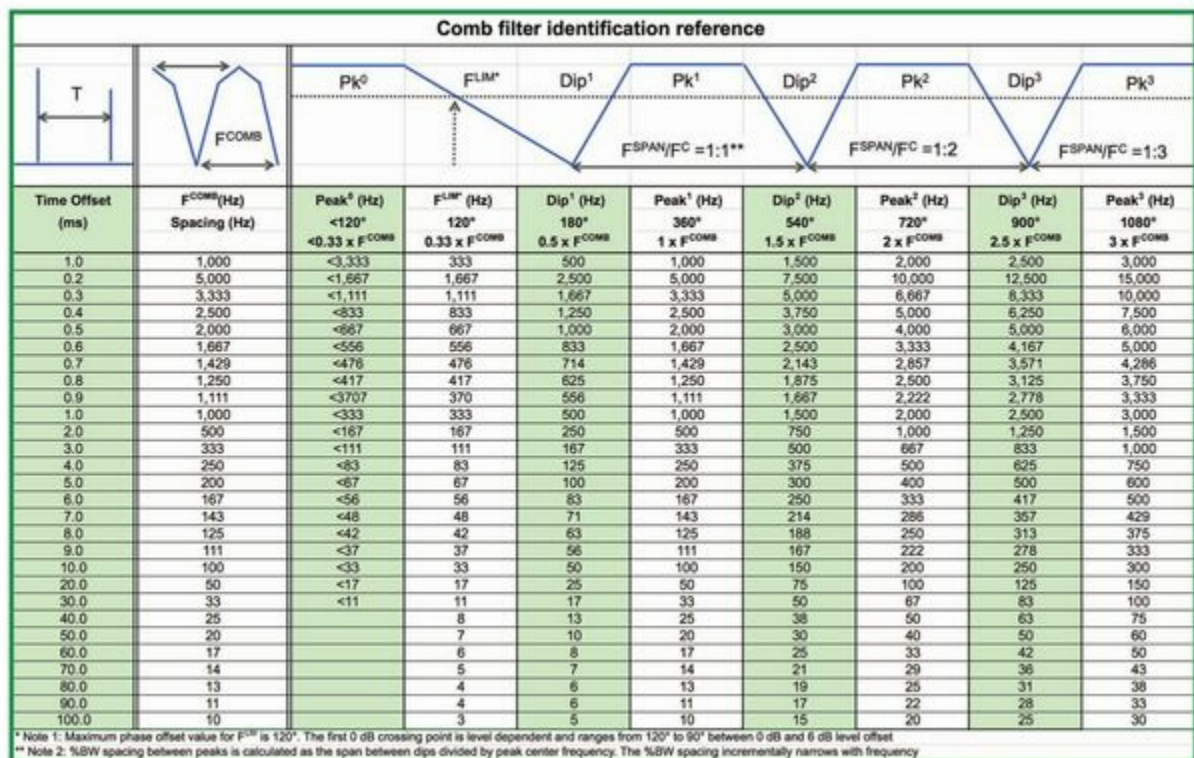 Comb filter identification reference
T
F^COMB
Pk⁰ F^LIM* Dip¹ Pk¹ Dip² Pk² Dip³ Pk³
F^SPAN/F^C =1:1** F^SPAN/F^C =1:2 F^SPAN/F^C =1:3
Time Offset F^COMB(Hz) Peak⁰ (Hz) F^LIM* (Hz) Dip¹ (Hz) Peak¹ (Hz) Dip² (Hz) Peak² (Hz) Dip³ (Hz) Peak³ (Hz)
(ms) Spacing (Hz) <120° 120° 180° 360° 540° 720° 900° 1080°
<0.33 x F^COMB 0.33 x F^COMB 0.5 x F^COMB 1 x F^COMB 1.5 x F^COMB 2 x F^COMB 2.5 x F^COMB 3 x F^COMB
1.0 1,000 <3,333 333 500 1,000 1,500 2,000 2,500 3,000
0.2 5,000 <1,667 1,667 2,500 5,000 7,500 10,000 12,500 15,000
0.3 3,333 <1,111 1,111 1,667 3,333 5,000 6,667 8,333 10,000
0.4 2,500 <833 833 1,250 2,500 3,750 5,000 6,250 7,500
0.5 2,000 <667 667 1,000 2,000 3,000 4,000 5,000 6,000
0.6 1,667 <556 556 833 1,667 2,500 3,333 4,167 5,000
0.7 1,429 <476 476 714 1,429 2,143 2,857 3,571 4,286
0.8 1,250 <417 417 625 1,250 1,875 2,500 3,125 3,750
0.9 1,111 <3707 370 556 1,111 1,667 2,222 2,778 3,333
1.0 1,000 <333 333 500 1,000 1,500 2,000 2,500 3,000
2.0 500 <167 167 250 500 750 1,000 1,250 1,500
3.0 333 <111 111 167 333 500 667 833 1,000
4.0 250 <83 83 125 250 375 500 625 750
5.0 200 <67 67 100 200 300 400 500 600
6.0 167 <56 56 83 167 250 333 417 500
7.0 143 <48 48 71 143 214 286 357 429
8.0 125 <42 42 63 125 188 250 313 375
9.0 111 <37 37 56 111 167 222 278 333
10.0 100 <33 33 50 100 150 200 250 300
20.0 50 <17 17 25 50 75 100 125 150
30.0 33 <11 11 17 33 50 67 83 100
40.0 25 8 13 25 38 50 63 75
50.0 20 7 10 20 30 40 50 60
60.0 17 6 8 17 25 33 42 50
70.0 14 5 7 14 21 29 36 43
80.0 13 4 6 13 19 25 31 38
90.0 11 4 6 11 17 22 28 33
100.0 10 3 5 10 15 20 25 30
* Note 1: Maximum phase offset value for F^LIM is 120°. The first 0 dB crossing point is level dependent and ranges from 120° to 90° between 0 dB and 6 dB level offset
** Note 2: %BW spacing between peaks is calculated as the span between dips divided by peak center frequency. The %BW spacing incrementally narrows with frequency